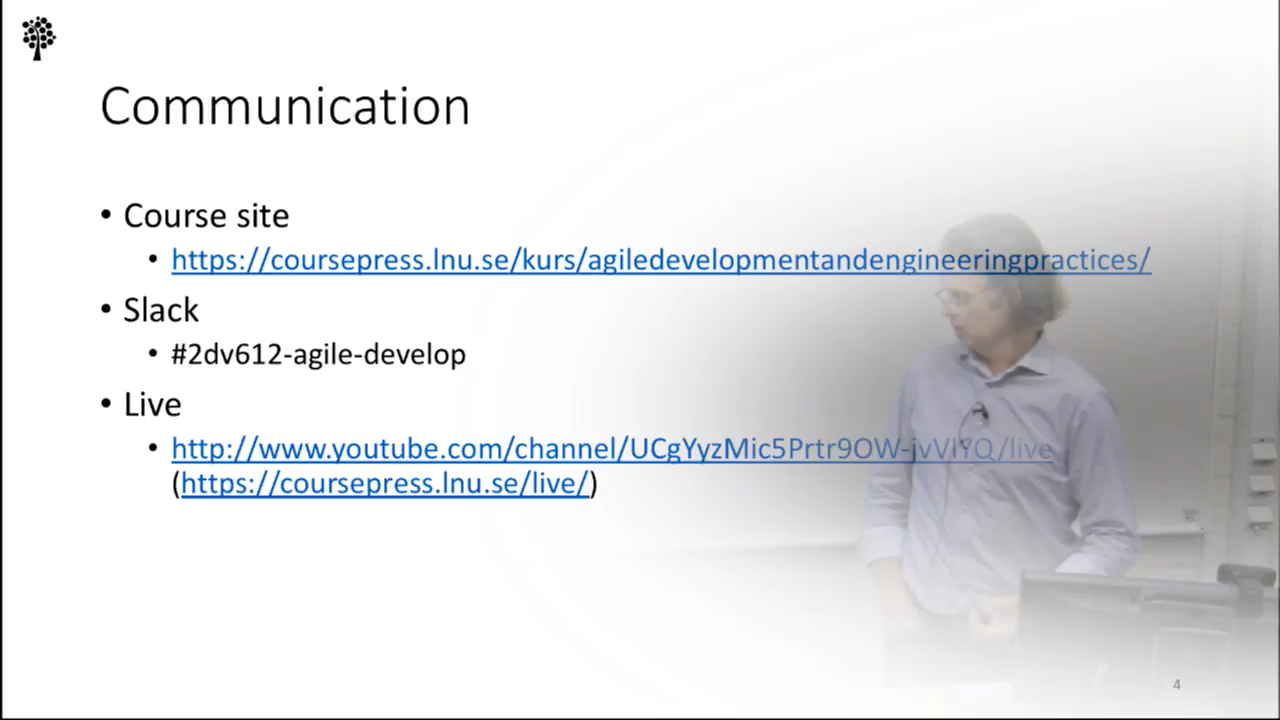 Communication
• Course site
• https://coursepress.lnu.se/kurs/agiledevelopmentandengineeringpractices/
• Slack
• #2dv612-agile-develop
• Live
• http://www.youtube.com/channel/UCgYyzMic5Prtr9OW-jvVIYQ/live
(https://coursepress.lnu.se/live/)
4